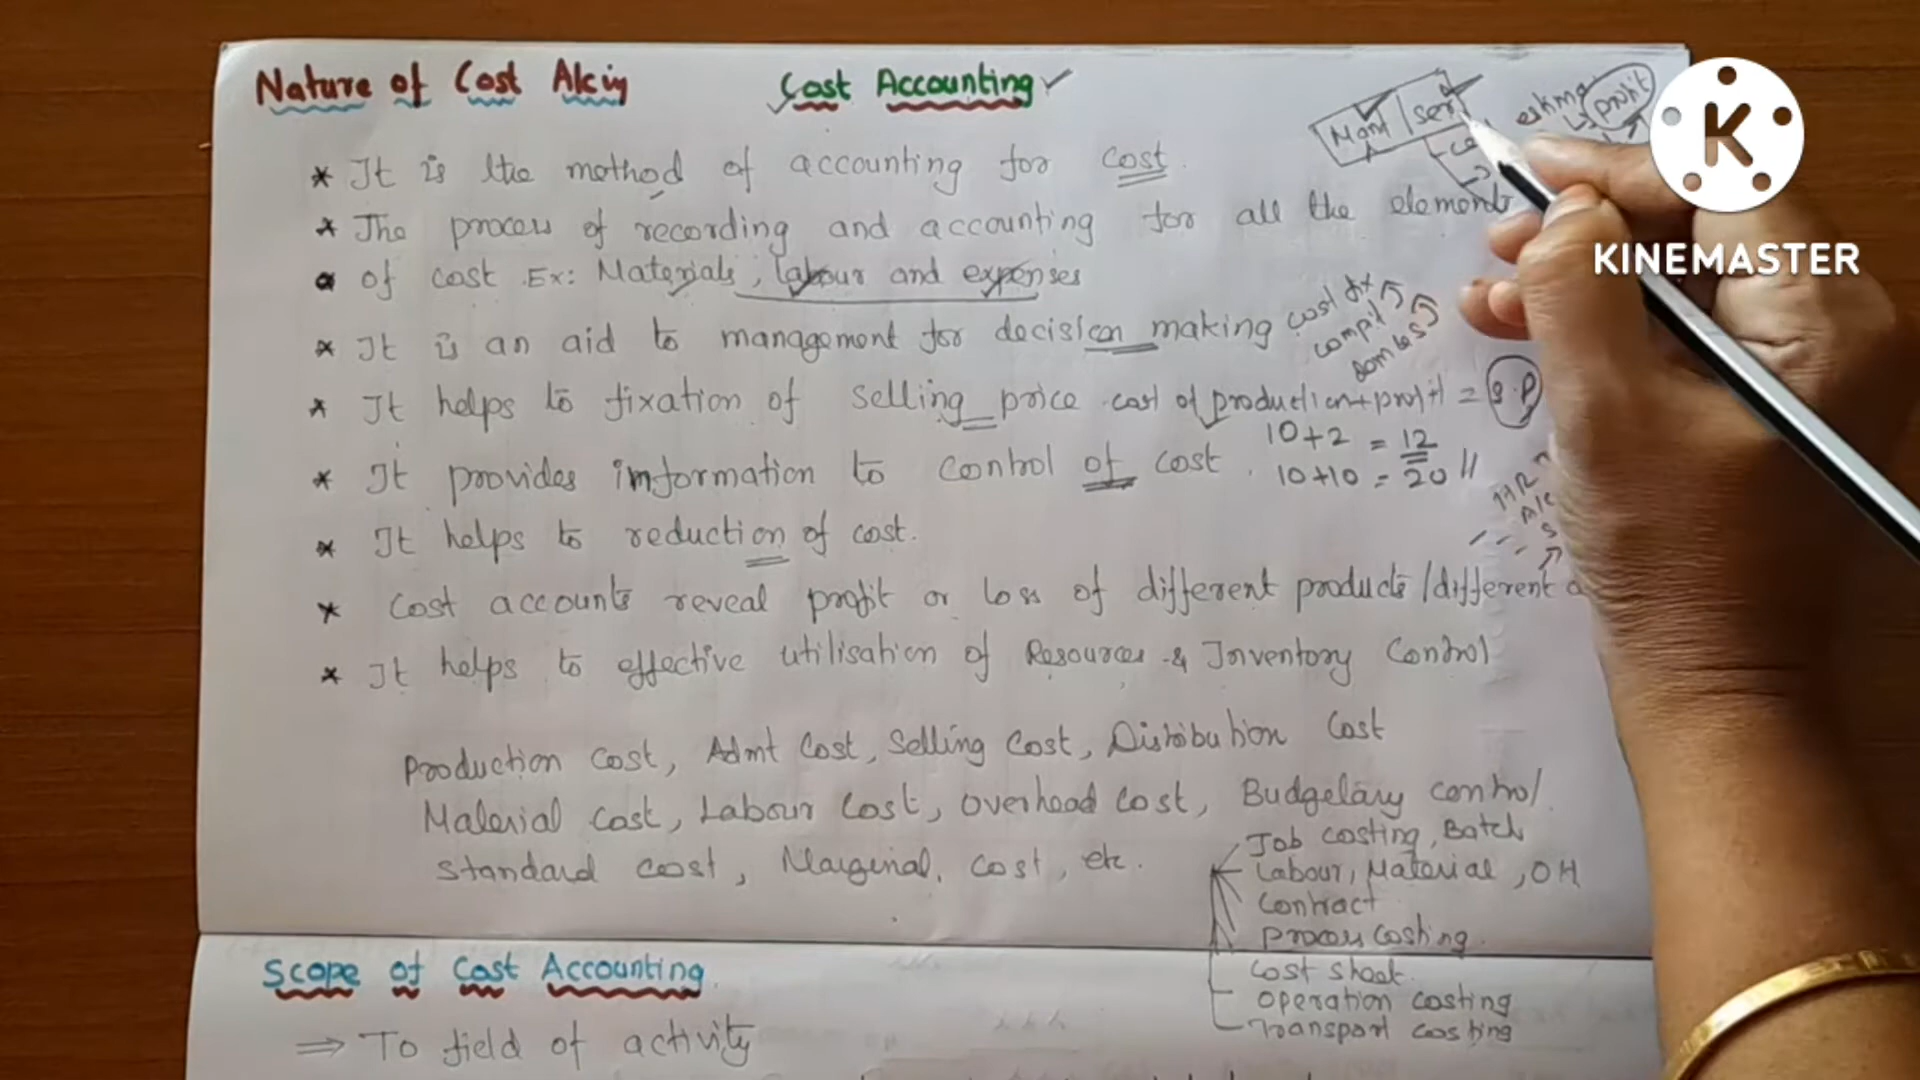 Nature of Cost A/cig
Cost Accounting
Manf / Ser
profit
K
KINEMASTER
* It is the method of accounting for cost.
* The process of recording and accounting for all the elements
of cost. Ex: Materials, labour and expenses
* It is an aid to management for decision making
* It helps to fixation of selling price. cost of production + profit = S.P
10+2 = 12
10+10 = 20
* It provides information to control of cost.
* It helps to reduction of cost.
* Cost accounts reveal profit or loss of different products / different
* It helps to effective utilisation of Resources & Inventory Control
Production Cost, Admt Cost, Selling Cost, Distribution Cost
Material Cost, Labour Cost, Overhead Cost, Budgetary control
Standard cost, Marginal cost, etc.
Job costing, Batch
Labour, Material, OH
Contract
Process Costing.
Cost sheet.
Operation costing
Transport costing
Scope of Cost Accounting
⇒ To field of activity